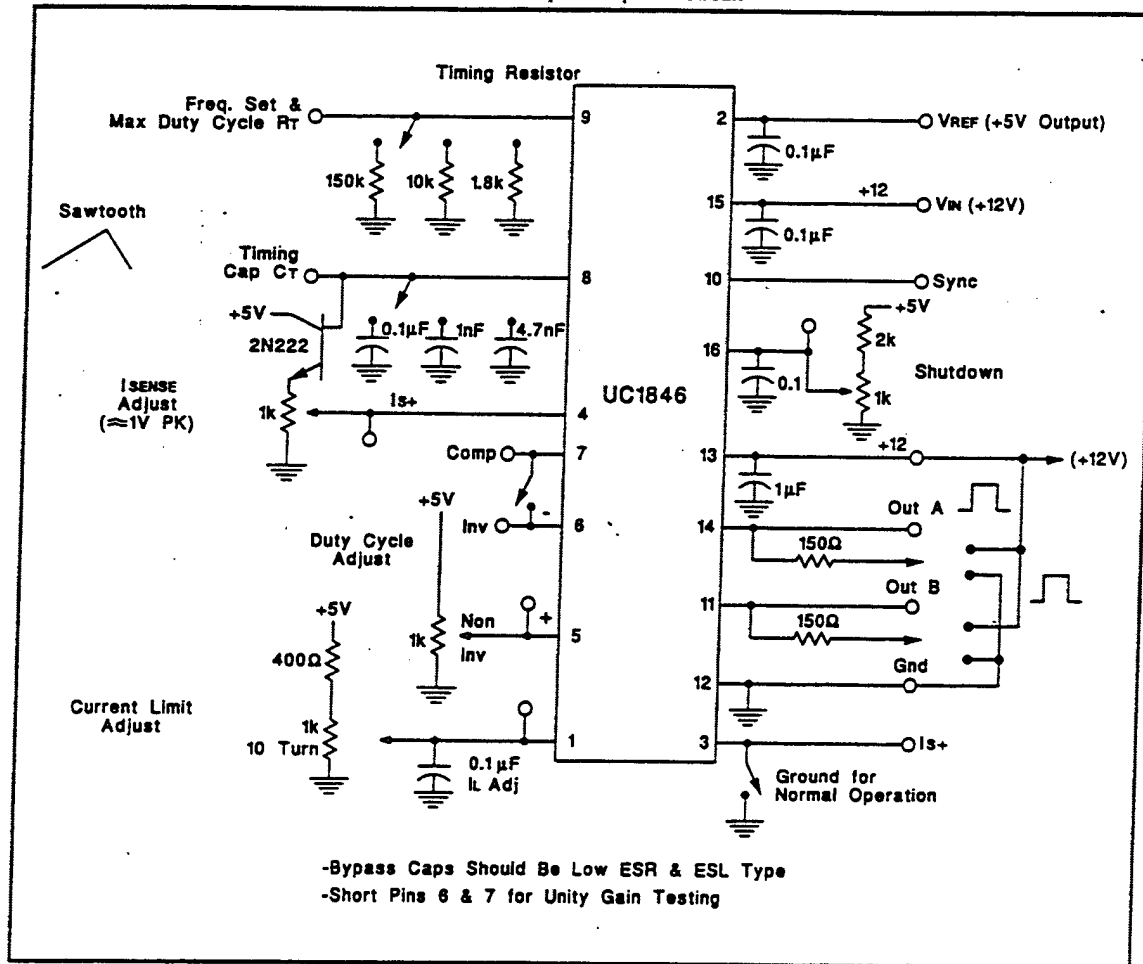 Timing Resistor
Freq. Set &
Max Duty Cycle RT
9
2
VREF (+5V Output)
0.1µF
150k
10k
1.8k
15
+12
VIN (+12V)
0.1µF
Sawtooth
Timing
Cap CT
8
10
Sync
+5V
0.1µF
1nF
4.7nF
2N222
+5V
2k
16
0.1
Shutdown
1k
UC1846
ISENSE
Adjust
(≈1V PK)
1k
Is+
4
Comp
7
13
+12
(+12V)
1µF
+5V
-
Inv
6
14
Out A
150Ω
Duty Cycle
Adjust
+5V
1k
Non
Inv
+
5
11
Out B
150Ω
400Ω
12
Gnd
Current Limit
Adjust
1k
10 Turn
1
0.1µF
IL Adj
3
Is+
Ground for
Normal Operation
-Bypass Caps Should Be Low ESR & ESL Type
-Short Pins 6 & 7 for Unity Gain Testing